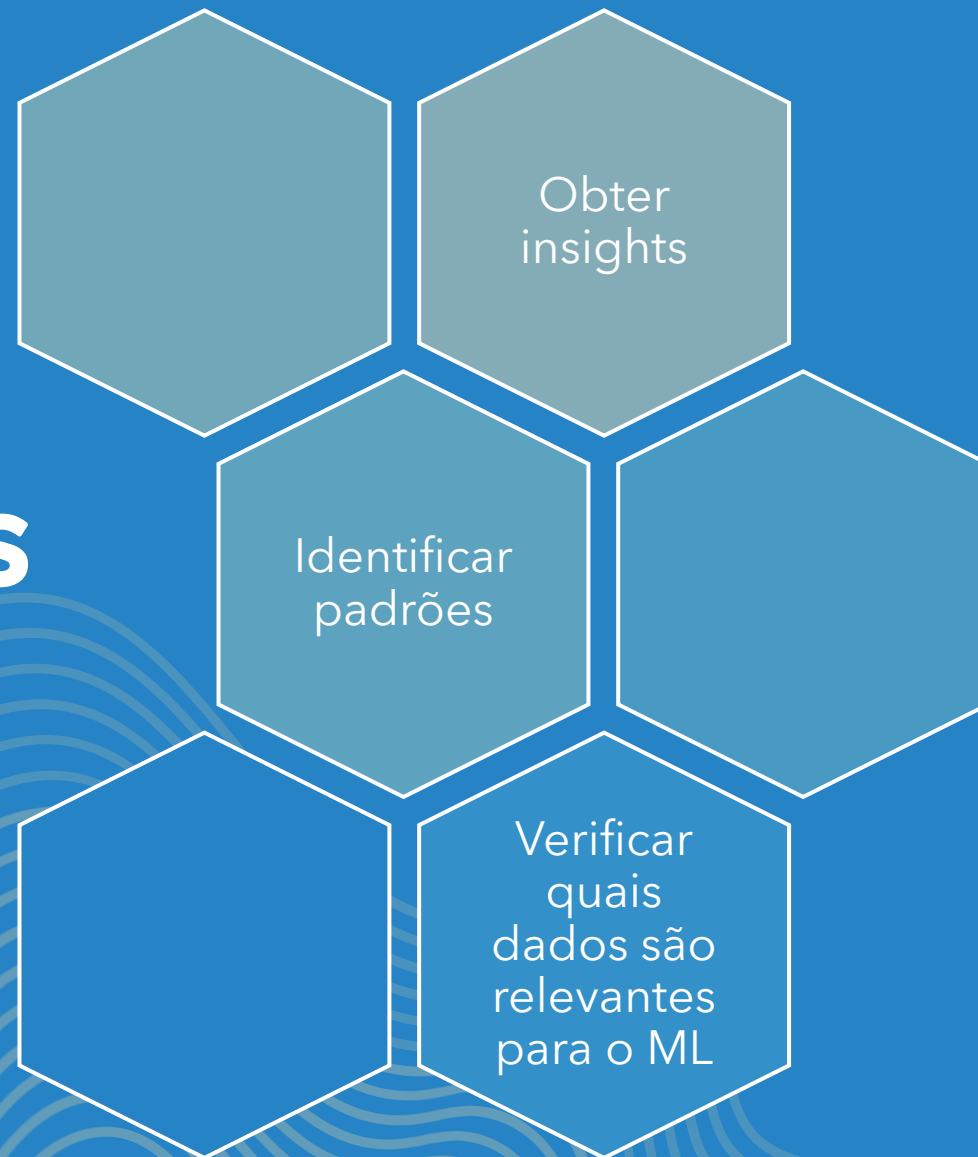 Obter
insights
s
Identificar
padrões
Verificar
quais
dados são
relevantes
para o ML